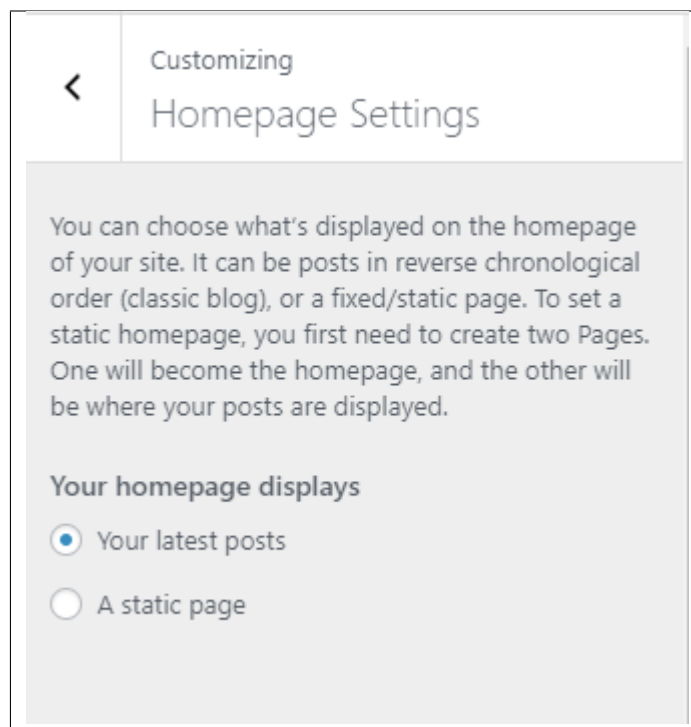 Customizing
Homepage Settings
You can choose what's displayed on the homepage
of your site. It can be posts in reverse chronological
order (classic blog), or a fixed/static page. To set a
static homepage, you first need to create two Pages.
One will become the homepage, and the other will
be where your posts are displayed.
Your homepage displays
Your latest posts
A static page